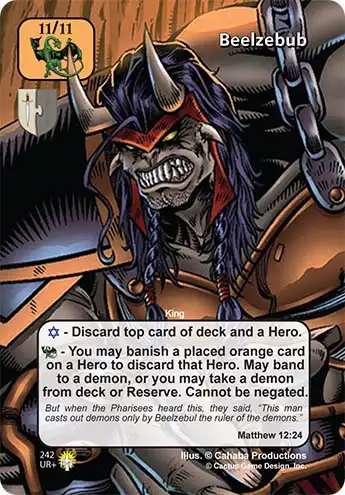 11/11
Beelzebub
King
- Discard top card of deck and a Hero.
- You may banish a placed orange card
on a Hero to discard that Hero. May band
to a demon, or you may take a demon
from deck or Reserve. Cannot be negated.
But when the Pharisees heard this, they said, “This man
casts out demons only by Beelzebul the ruler of the demons.”
Matthew 12:24
242
UR+
Illus. © Cahaba Productions
© Cactus Game Design, Inc.